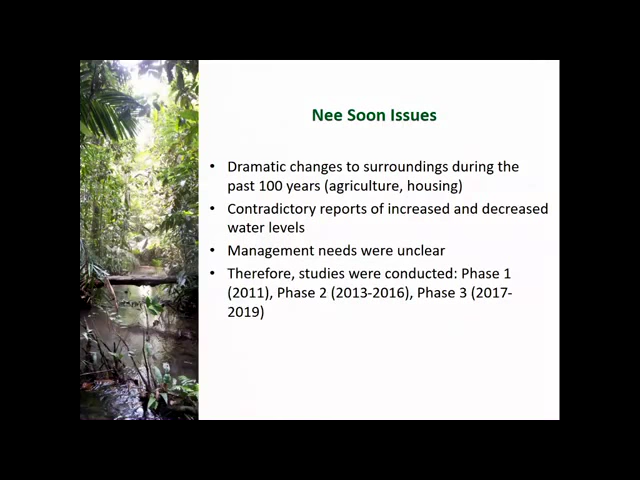 Nee Soon Issues
• Dramatic changes to surroundings during the
past 100 years (agriculture, housing)
• Contradictory reports of increased and decreased
water levels
• Management needs were unclear
• Therefore, studies were conducted: Phase 1
(2011), Phase 2 (2013-2016), Phase 3 (2017-
2019)